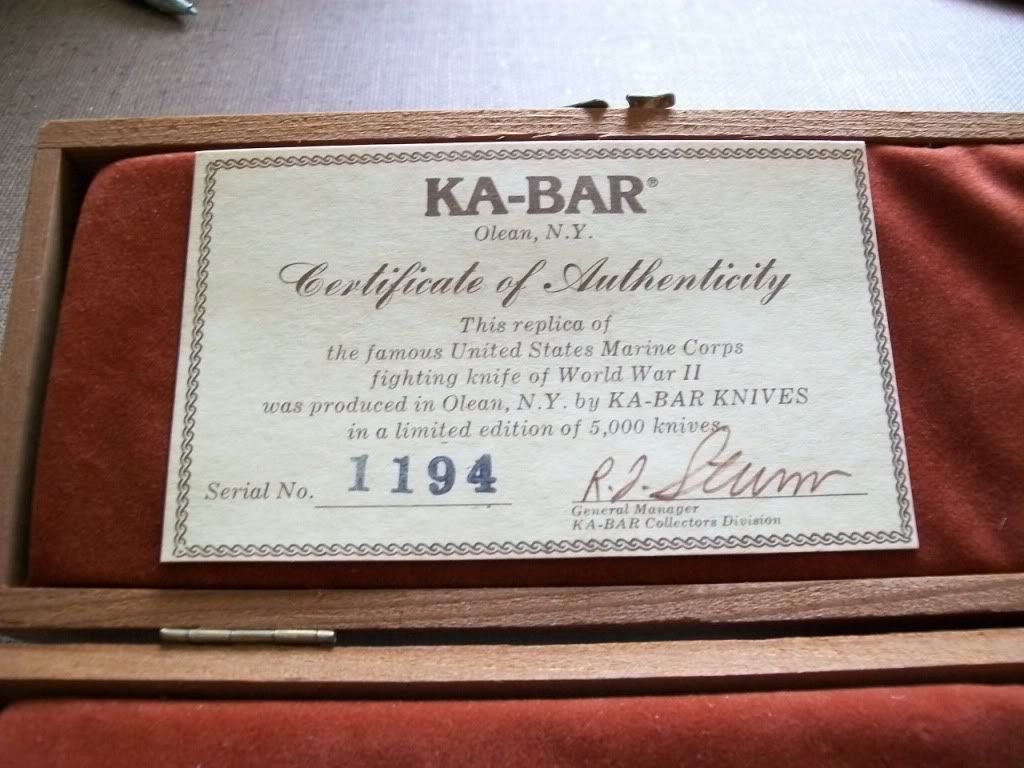 KA-BAR®
Olean, N.Y.
Certificate of Authenticity
This replica of
the famous United States Marine Corps
fighting knife of World War II
was produced in Olean, N.Y. by KA-BAR KNIVES
in a limited edition of 5,000 knives.
Serial No. 1194
R. J. Sturm
General Manager
KA-BAR Collectors Division